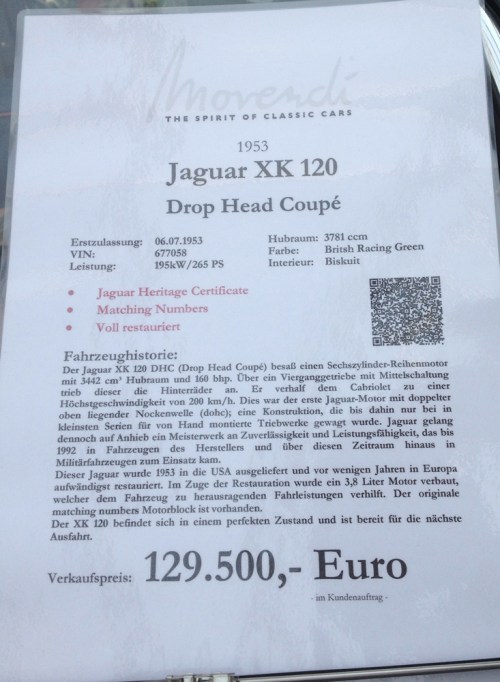 Movendi
THE SPIRIT OF CLASSIC CARS
1953
Jaguar XK 120
Drop Head Coupé
Erstzulassung: 06.07.1953
VIN: 677058
Leistung: 195kW/265 PS
Hubraum: 3781 ccm
Farbe: Britsh Racing Green
Interieur: Biskuit
• Jaguar Heritage Certificate
• Matching Numbers
• Voll restauriert
Fahrzeughistorie:
Der Jaguar XK 120 DHC (Drop Head Coupé) besaß einen Sechszylinder-Reihenmotor
mit 3442 cm³ Hubraum und 160 bhp. Über ein Vierganggetriebe mit Mittelschaltung
trieb dieser die Hinterräder an. Er verhalf dem Cabriolet zu einer
Höchstgeschwindigkeit von 200 km/h. Dies war der erste Jaguar-Motor mit doppelter
oben liegender Nockenwelle (dohc); eine Konstruktion, die bis dahin nur bei in
kleinsten Serien für von Hand montierte Triebwerke gewagt wurde. Jaguar gelang
dennoch auf Anhieb ein Meisterwerk an Zuverlässigkeit und Leistungsfähigkeit, das bis
1992 in Fahrzeugen des Herstellers und über diesen Zeitraum hinaus in
Militärfahrzeugen zum Einsatz kam.
Dieser Jaguar wurde 1953 in die USA ausgeliefert und vor wenigen Jahren in Europa
aufwändigst restauriert. Im Zuge der Restauration wurde ein 3,8 Liter Motor verbaut,
welcher dem Fahrzeug zu herausragenden Fahrleistungen verhilft. Der originale
matching numbers Motorblock ist vorhanden.
Der XK 120 befindet sich in einem perfekten Zustand und ist bereit für die nächste
Ausfahrt.
Verkaufspreis: 129.500,- Euro
- im Kundenauftrag -